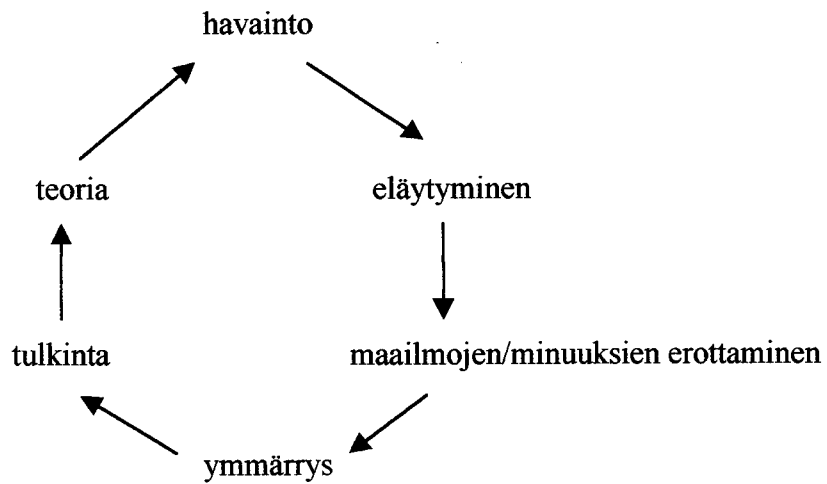 havainto
teoria
eläytyminen
tulkinta
maailmojen/minuuksien erottaminen
ymmärrys